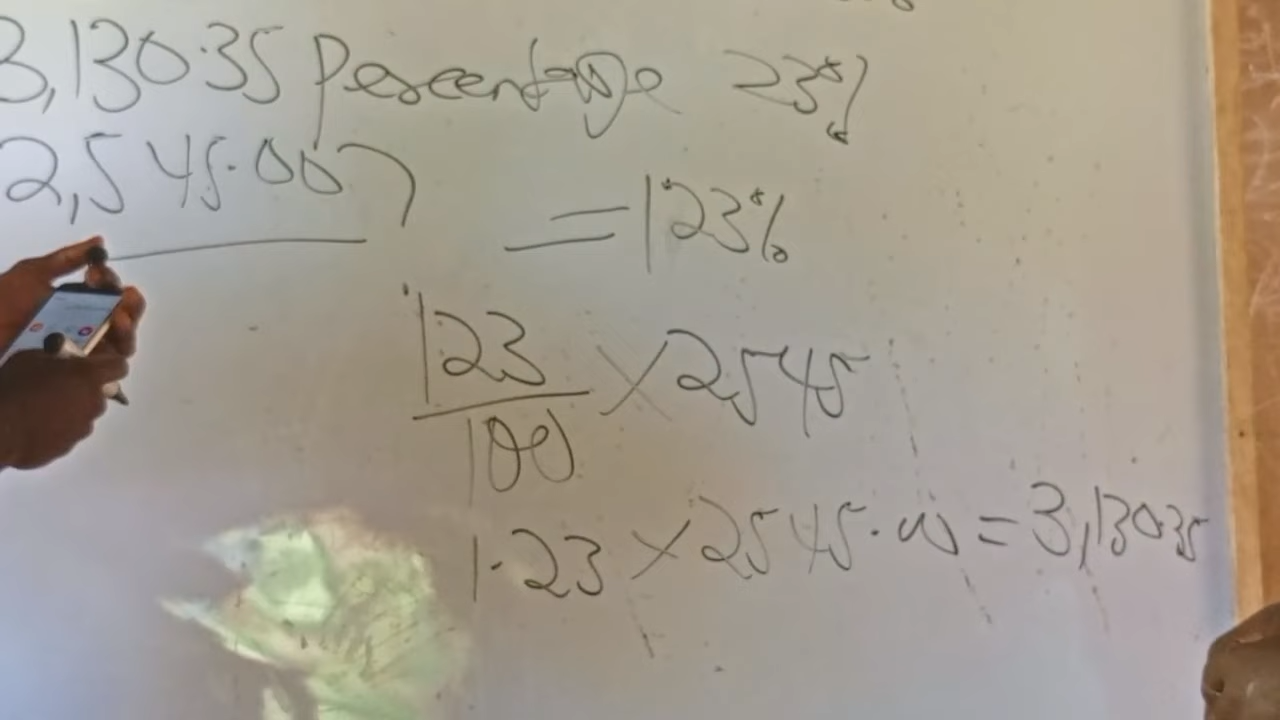 3,130.35 Percentage 23%
2,545.00
= 123%
123
100
× 2545
1.23 × 2545.00 = 3,130.35